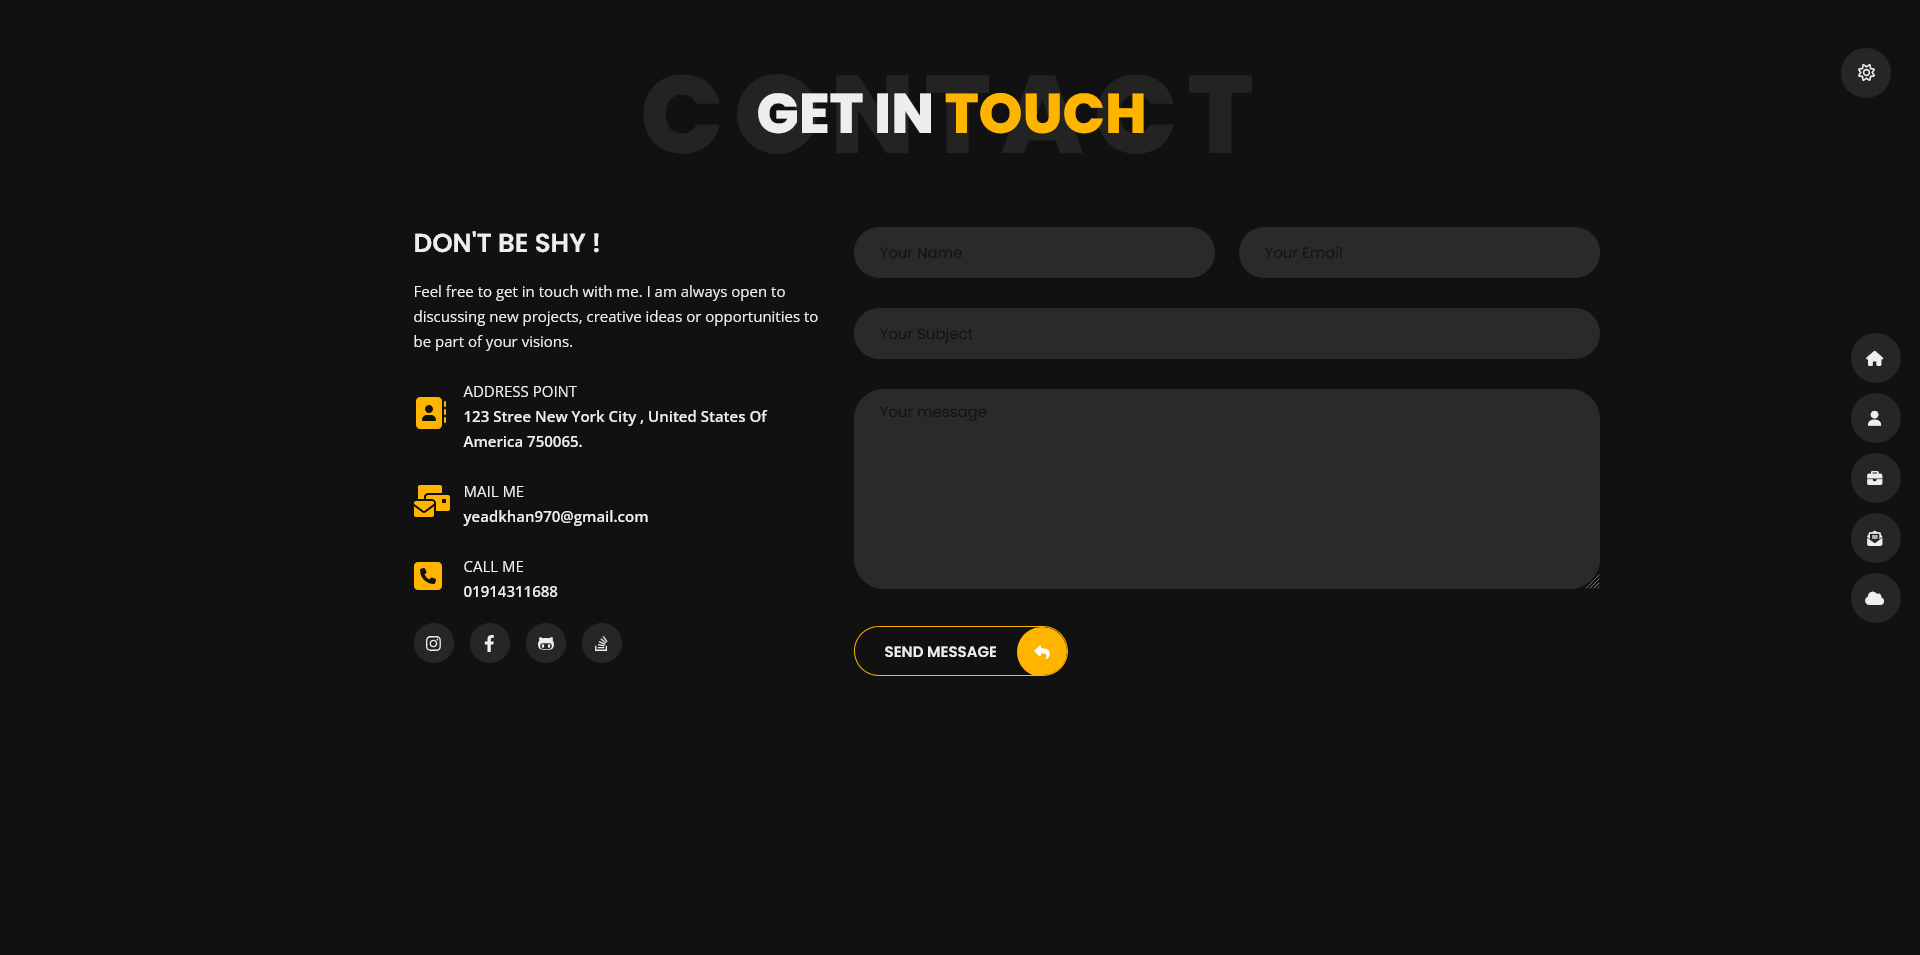 CONTACT
GET IN TOUCH
DON'T BE SHY !
Feel free to get in touch with me. I am always open to
discussing new projects, creative ideas or opportunities to
be part of your visions.
ADDRESS POINT
123 Stree New York City , United States Of
America 750065.
MAIL ME
yeadkhan970@gmail.com
CALL ME
01914311688
Your Name
Your Email
Your Subject
Your message
SEND MESSAGE